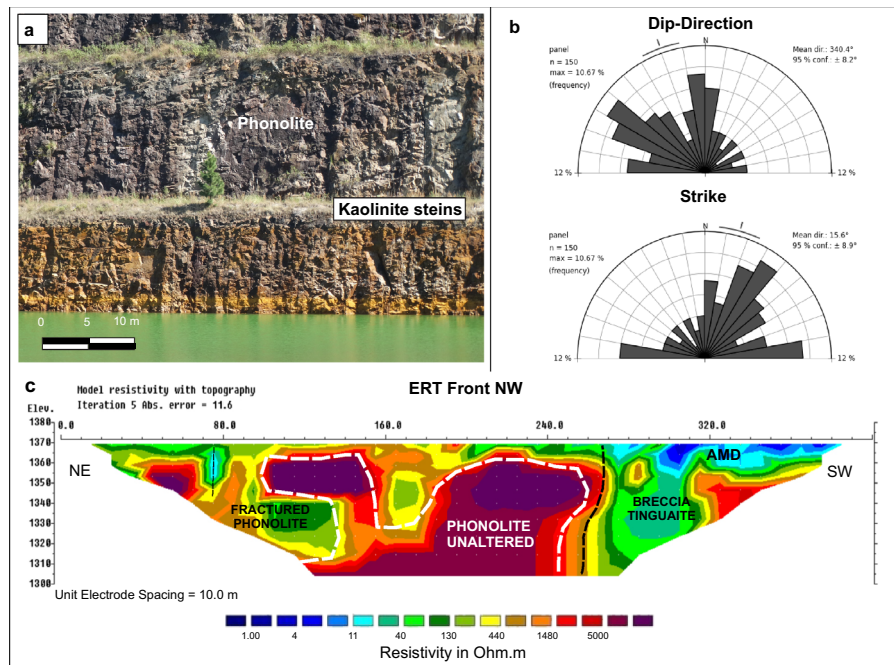 a
Phonolite
Kaolinite steins
0 5 10 m
b
Dip-Direction
panel
n = 150
max = 10.67 %
(frequency)
N
Mean dir.: 340.4°
95 % conf.: ± 8.2°
12 %
12 %
Strike
panel
n = 150
max = 10.67 %
(frequency)
N
Mean dir.: 15.6°
95 % conf.: ± 8.9°
12 %
12 %
c
Model resistivity with topography
ERT Front NW
Iteration 5 Abs. error = 11.6
Elev.
1380
0.0 80.0 160.0 240.0 320.0
1370
1360
1350
1330
1320
1310
1300
NE
SW
AMD
FRACTURED
PHONOLITE
PHONOLITE
UNALTERED
BRECCIA
TINGUAITE
Unit Electrode Spacing = 10.0 m
1.00 4 11 40 130 440 1480 5000
Resistivity in Ohm.m